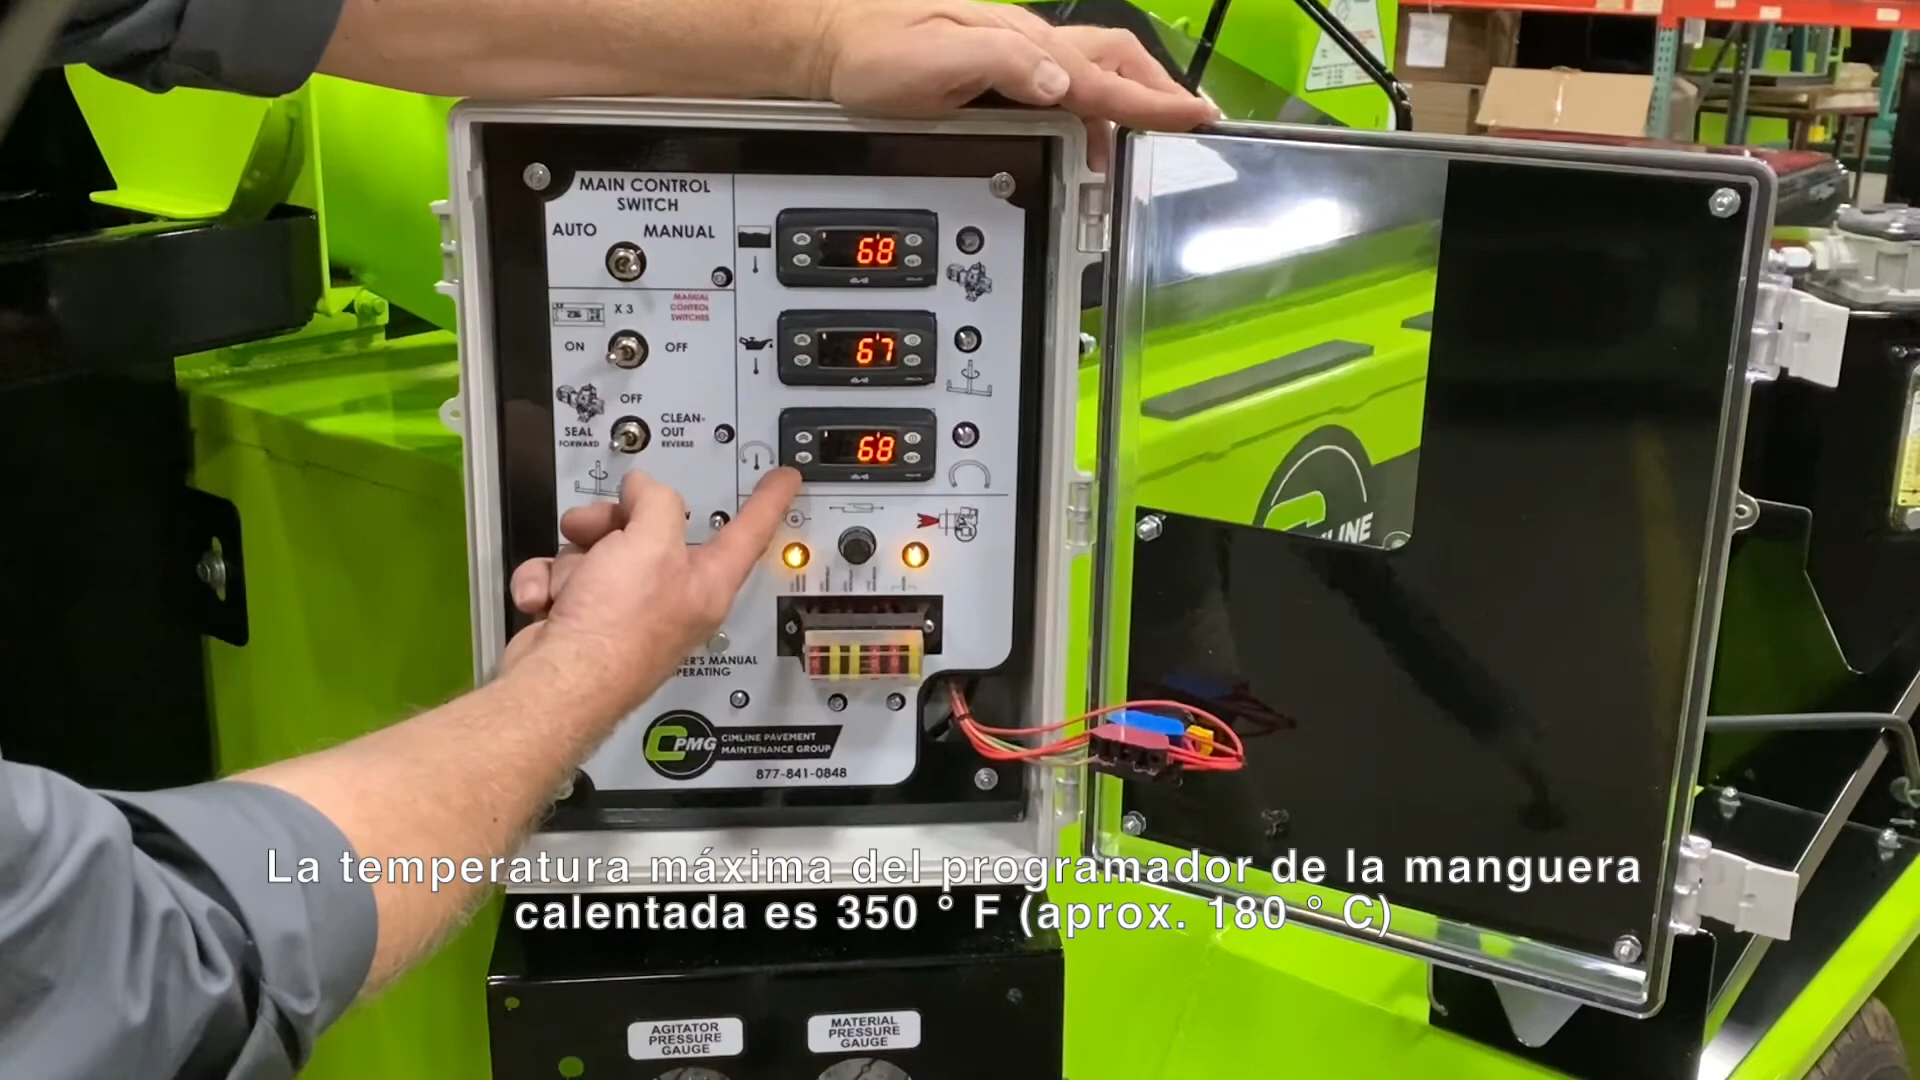 MAIN CONTROL
SWITCH
AUTO
MANUAL
X 3
MANUAL
CONTROL
SWITCHES
ON
OFF
OFF
SEAL
FORWARD
CLEAN-
OUT
REVERSE
68
67
68
G
ER'S MANUAL
PERATING
CPMG
CIMLINE PAVEMENT
MAINTENANCE GROUP
877-841-0848
LINE
La temperatura máxima del programador de la manguera
calentada es 350 ° F (aprox. 180 ° C)
AGITATOR
PRESSURE
GAUGE
MATERIAL
PRESSURE
GAUGE